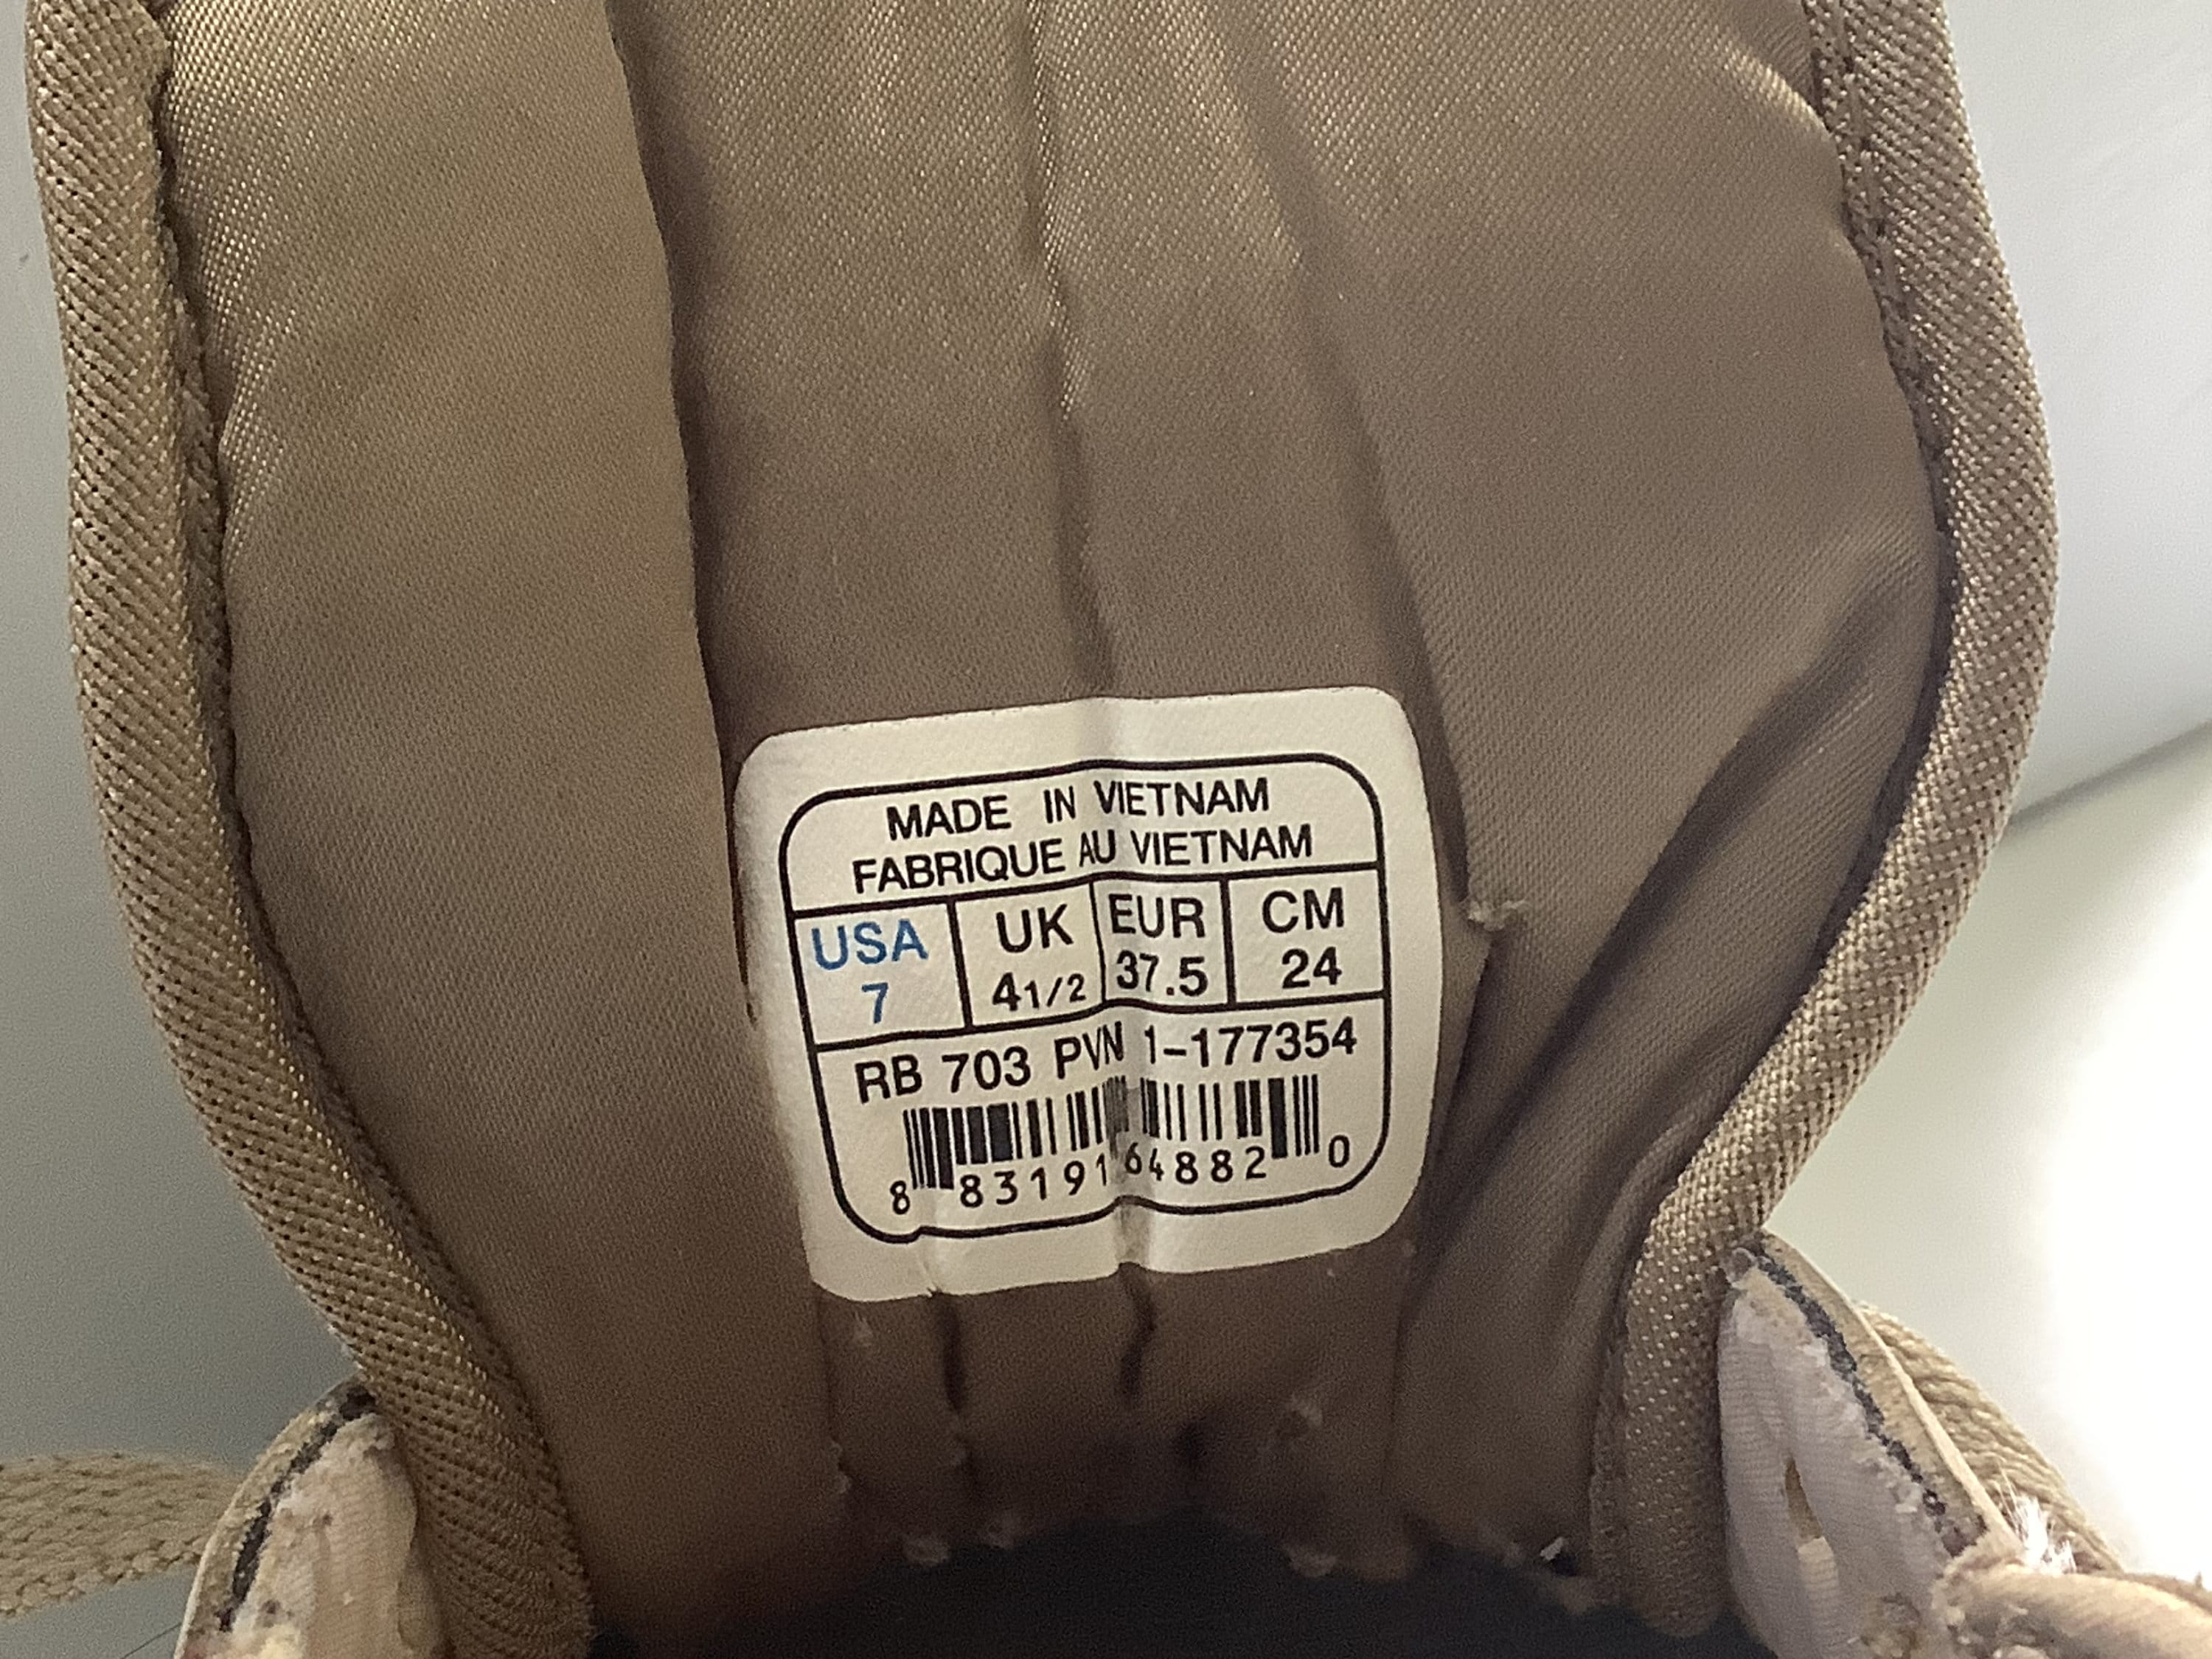 MADE IN VIETNAM
FABRIQUE AU VIETNAM
USA UK EUR CM
7 4 1/2 37.5 24
RB 703 PVN 1-177354
8 83191 64882 0